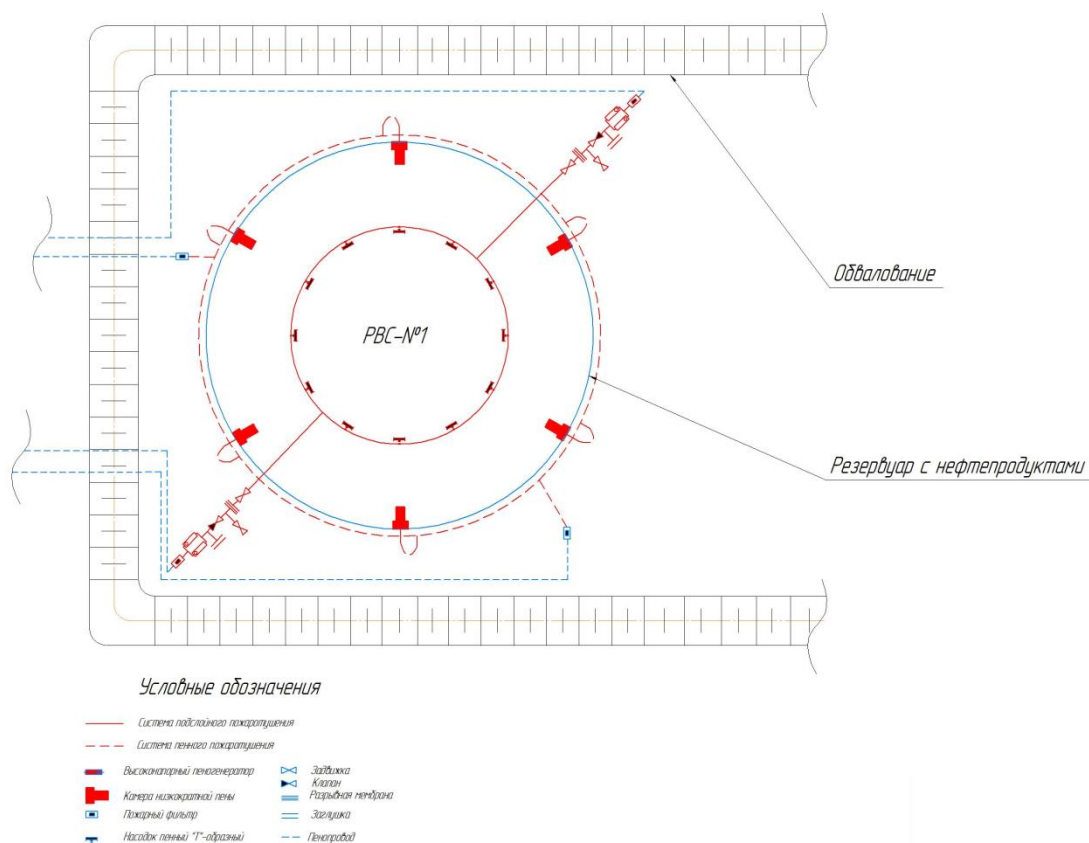 Обвалование
РВС-№1
Резервуар с нефтепродуктами
Условные обозначения
Система подслойного пожаротушения
Система пенного пожаротушения
Высоконапорный пеногенератор
Камера низкократной пены
Пожарный фильтр
Насадок пенный "Т"-образный
Задвижка
Клапан
Разрывная мембрана
Заглушка
Пенопровод